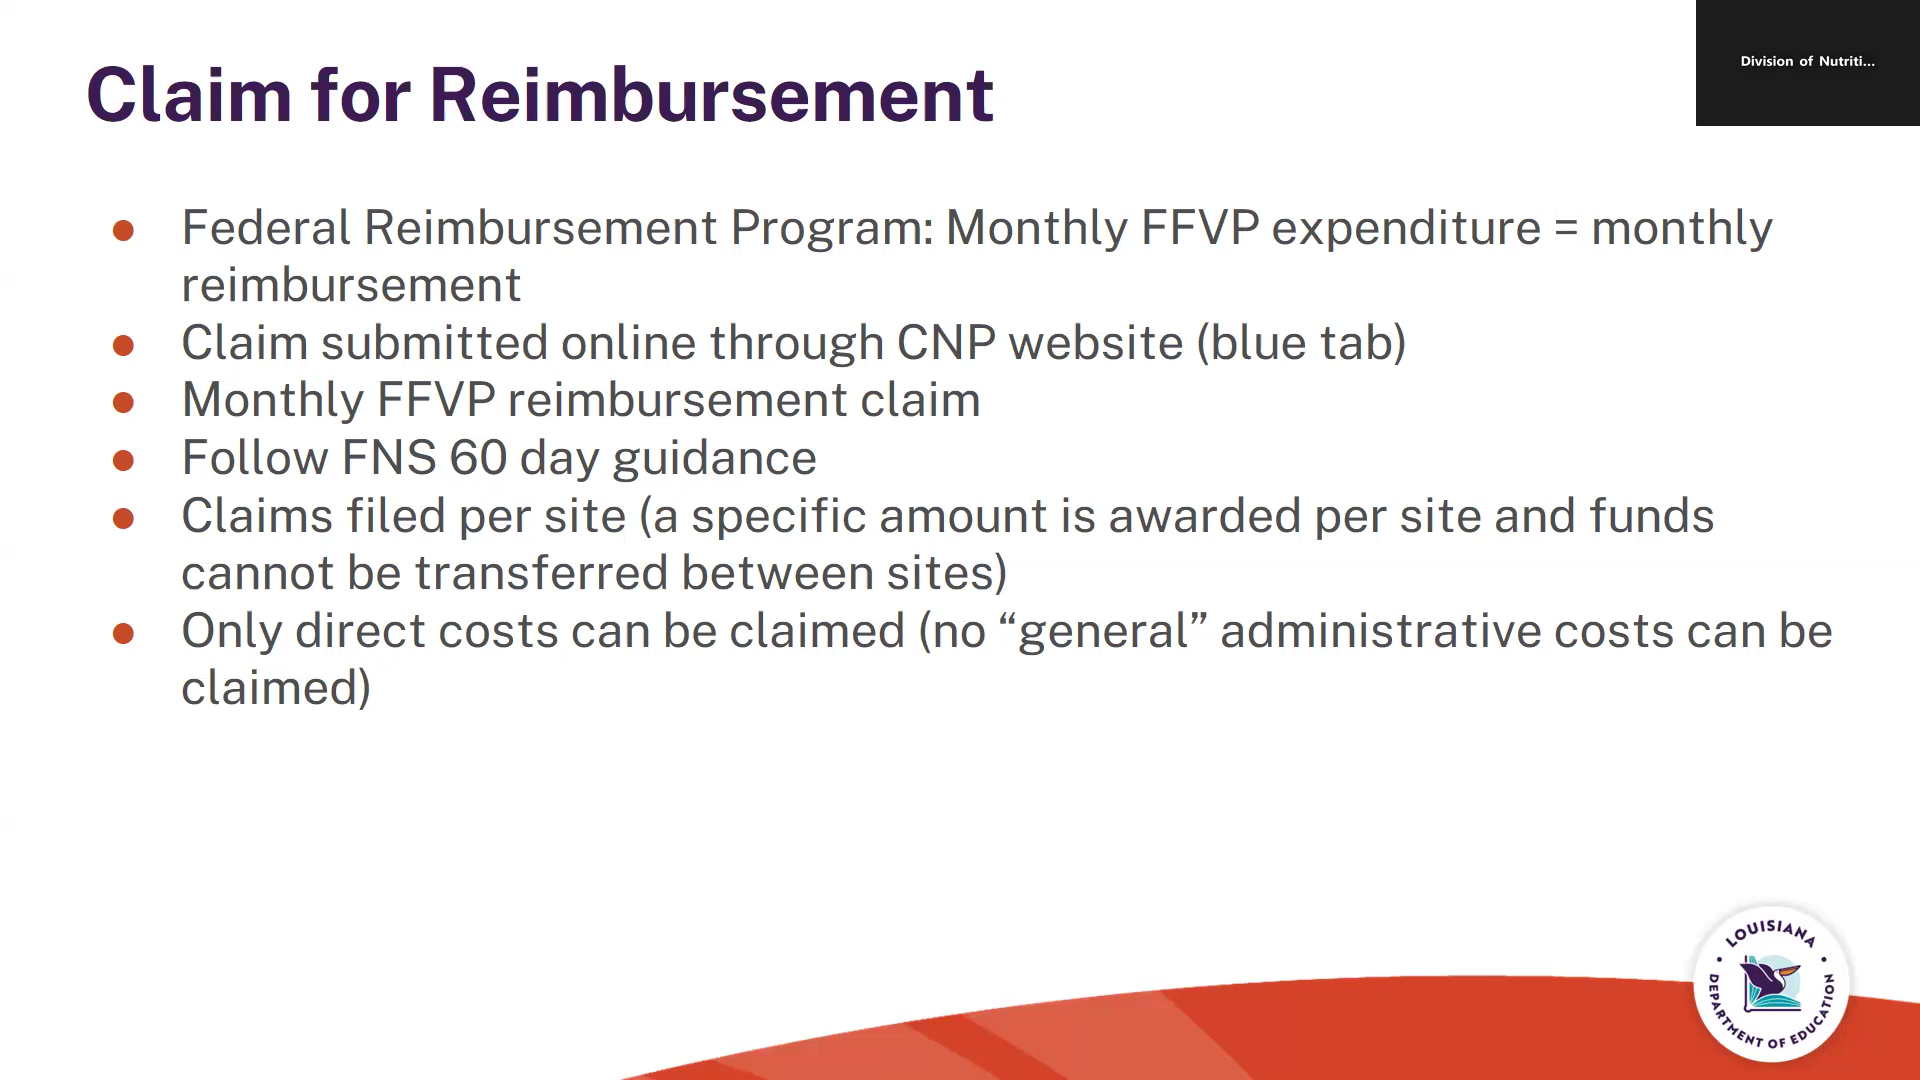 Claim for Reimbursement
Division of Nutriti...
● Federal Reimbursement Program: Monthly FFVP expenditure = monthly
reimbursement
● Claim submitted online through CNP website (blue tab)
● Monthly FFVP reimbursement claim
● Follow FNS 60 day guidance
● Claims filed per site (a specific amount is awarded per site and funds
cannot be transferred between sites)
● Only direct costs can be claimed (no “general” administrative costs can be
claimed)
LOUISIANA
DEPARTMENT OF EDUCATION